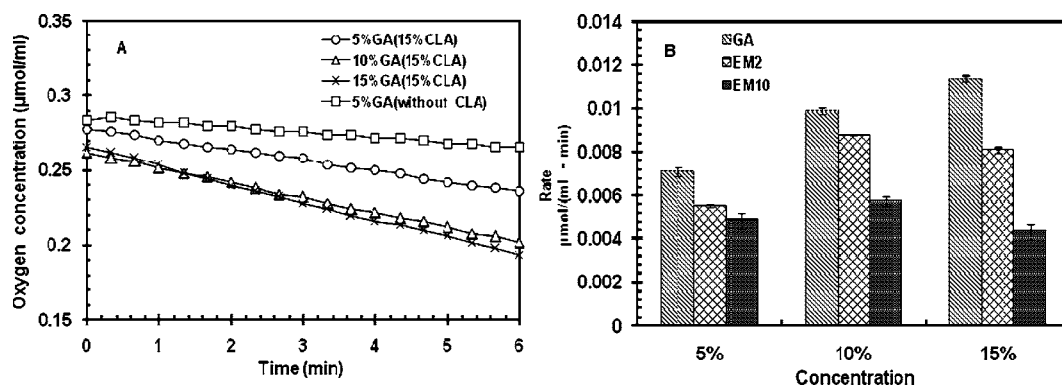 A
5%GA(15%CLA)
10%GA(15%CLA)
15%GA(15%CLA)
5%GA(without CLA)
Oxygen concentration (μmol/ml)
0.35
0.3
0.25
0.2
0.15
0 1 2 3 4 5 6
Time (min)
B
GA
EM2
EM10
Rate
μmol/(ml - min)
0.014
0.012
0.01
0.008
0.006
0.004
0.002
0
5% 10% 15%
Concentration